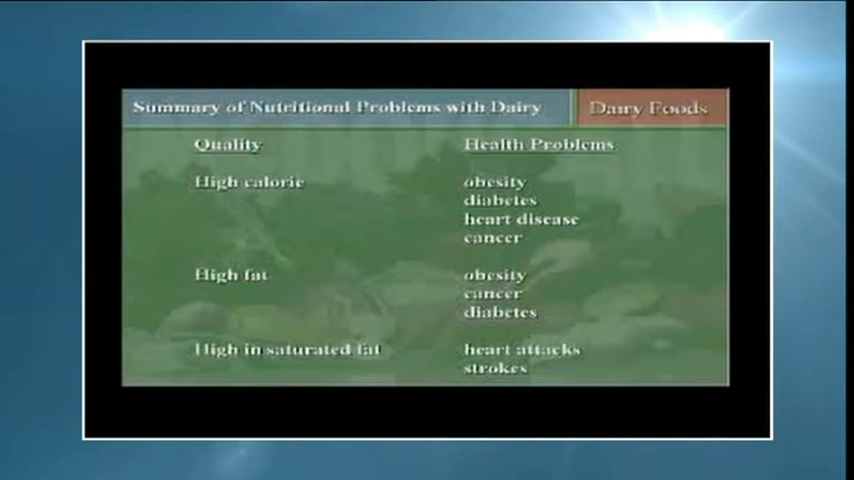 Summary of Nutritional Problems with Dairy Dairy Foods
Quality Health Problems
High calorie obesity
diabetes
heart disease
cancer
High fat obesity
cancer
diabetes
High in saturated fat heart attacks
strokes